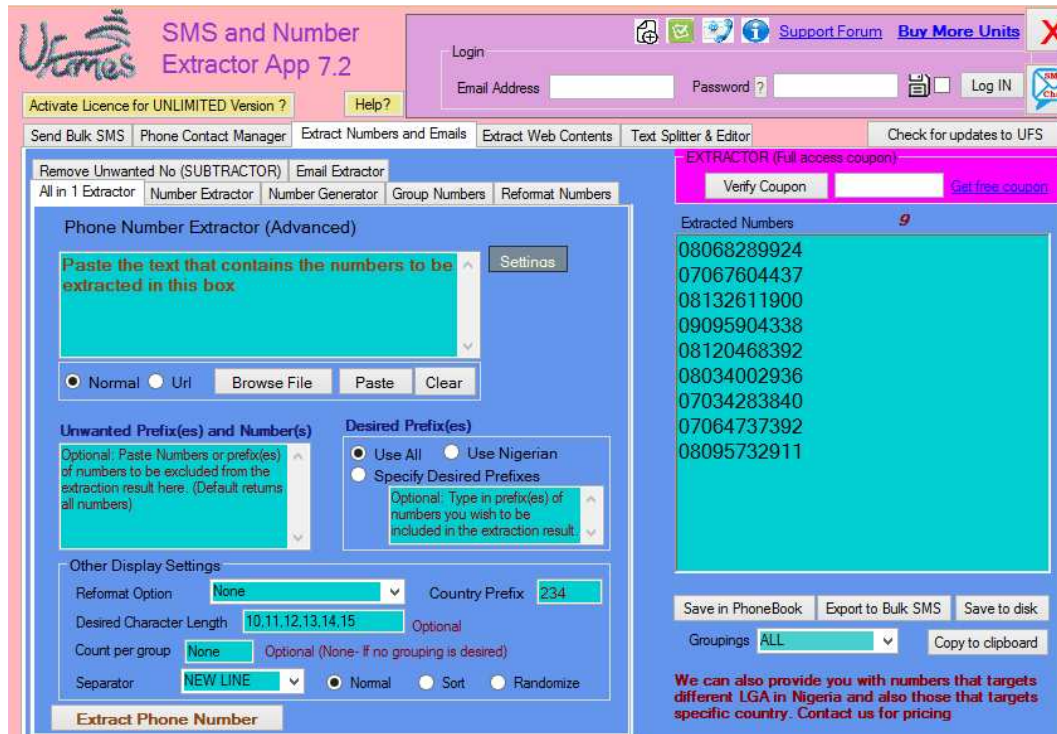 Ufames
SMS and Number
Extractor App 7.2
Support Forum Buy More Units X
Login
Email Address Password ? Log IN
SMS
Activate Licence for UNLIMITED Version ? Help?
Send Bulk SMS Phone Contact Manager Extract Numbers and Emails Extract Web Contents Text Splitter & Editor Check for updates to UFS
Remove Unwanted No (SUBTRACTOR) Email Extractor
All in 1 Extractor Number Extractor Number Generator Group Numbers Reformat Numbers
EXTRACTOR (Full access coupon)
Verify Coupon Get free coupon
Phone Number Extractor (Advanced)
Paste the text that contains the numbers to be
extracted in this box
Settings
Normal Url Browse File Paste Clear
Unwanted Prefix(es) and Number(s)
Optional: Paste Numbers or prefix(es)
of numbers to be excluded from the
extraction result here. (Default returns
all numbers)
Desired Prefix(es)
Use All Use Nigerian
Specify Desired Prefixes
Optional: Type in prefix(es) of
numbers you wish to be
included in the extraction result.
Other Display Settings
Reformat Option None Country Prefix 234
Desired Character Length 10,11,12,13,14,15 Optional
Count per group None Optional (None- If no grouping is desired)
Separator NEW LINE Normal Sort Randomize
Extract Phone Number
Extracted Numbers 9
08068289924
07067604437
08132611900
09095904338
08120468392
08034002936
07034283840
07064737392
08095732911
Save in PhoneBook Export to Bulk SMS Save to disk
Groupings ALL Copy to clipboard
We can also provide you with numbers that targets
different LGA in Nigeria and also those that targets
specific country. Contact us for pricing